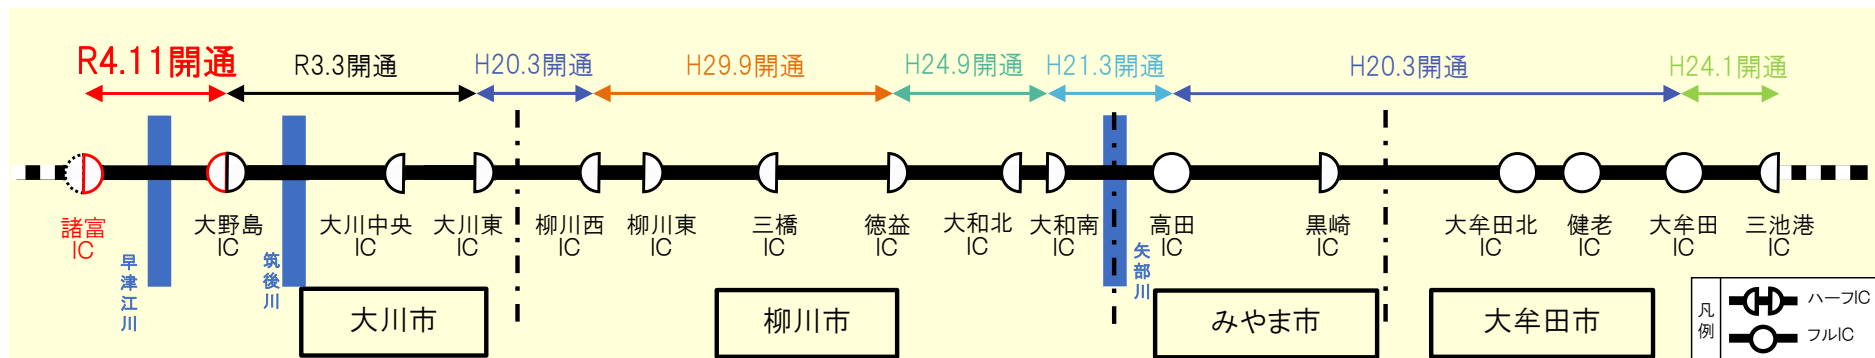 R4.11開通
R3.3開通
H20.3開通
H29.9開通
H24.9開通
H21.3開通
H20.3開通
H24.1開通
諸富
IC
大野島
IC
大川中央
IC
大川東
IC
柳川西
IC
柳川東
IC
三橋
IC
徳益
IC
大和北
IC
大和南
IC
高田
IC
黒崎
IC
大牟田北
IC
健老
IC
大牟田
IC
三池港
IC
早津江川
筑後川
矢部川
大川市
柳川市
みやま市
大牟田市
凡例
ハーフIC
フルIC